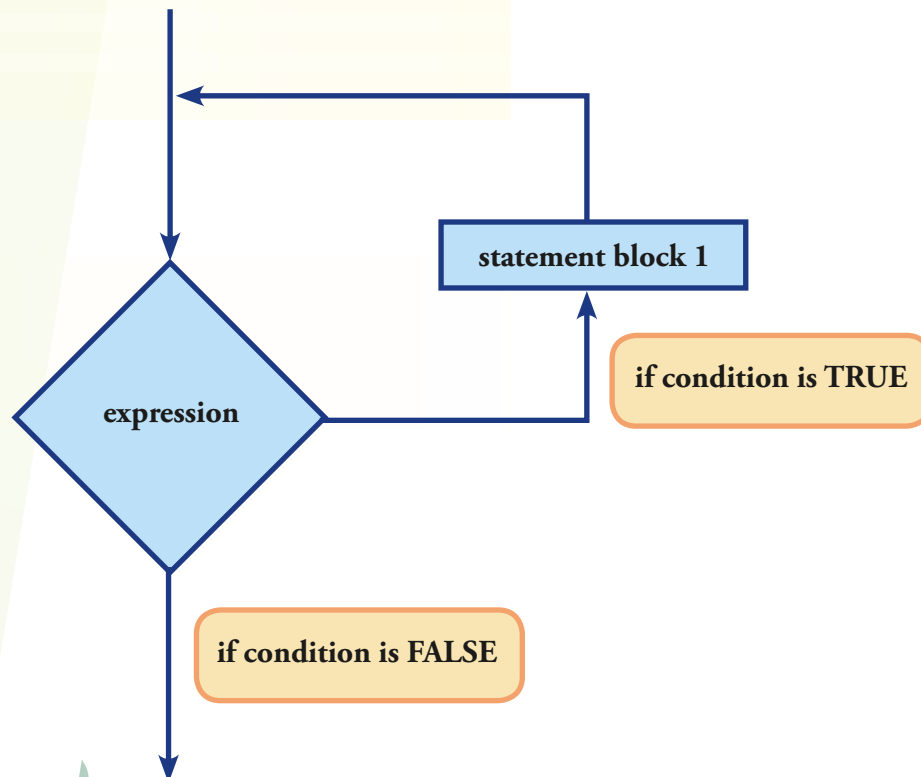 statement block 1
if condition is TRUE
expression
if condition is FALSE